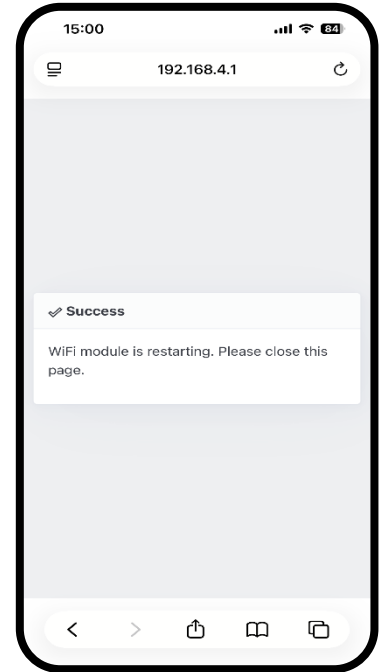 15:00
84
192.168.4.1
Success
WiFi module is restarting. Please close this
page.